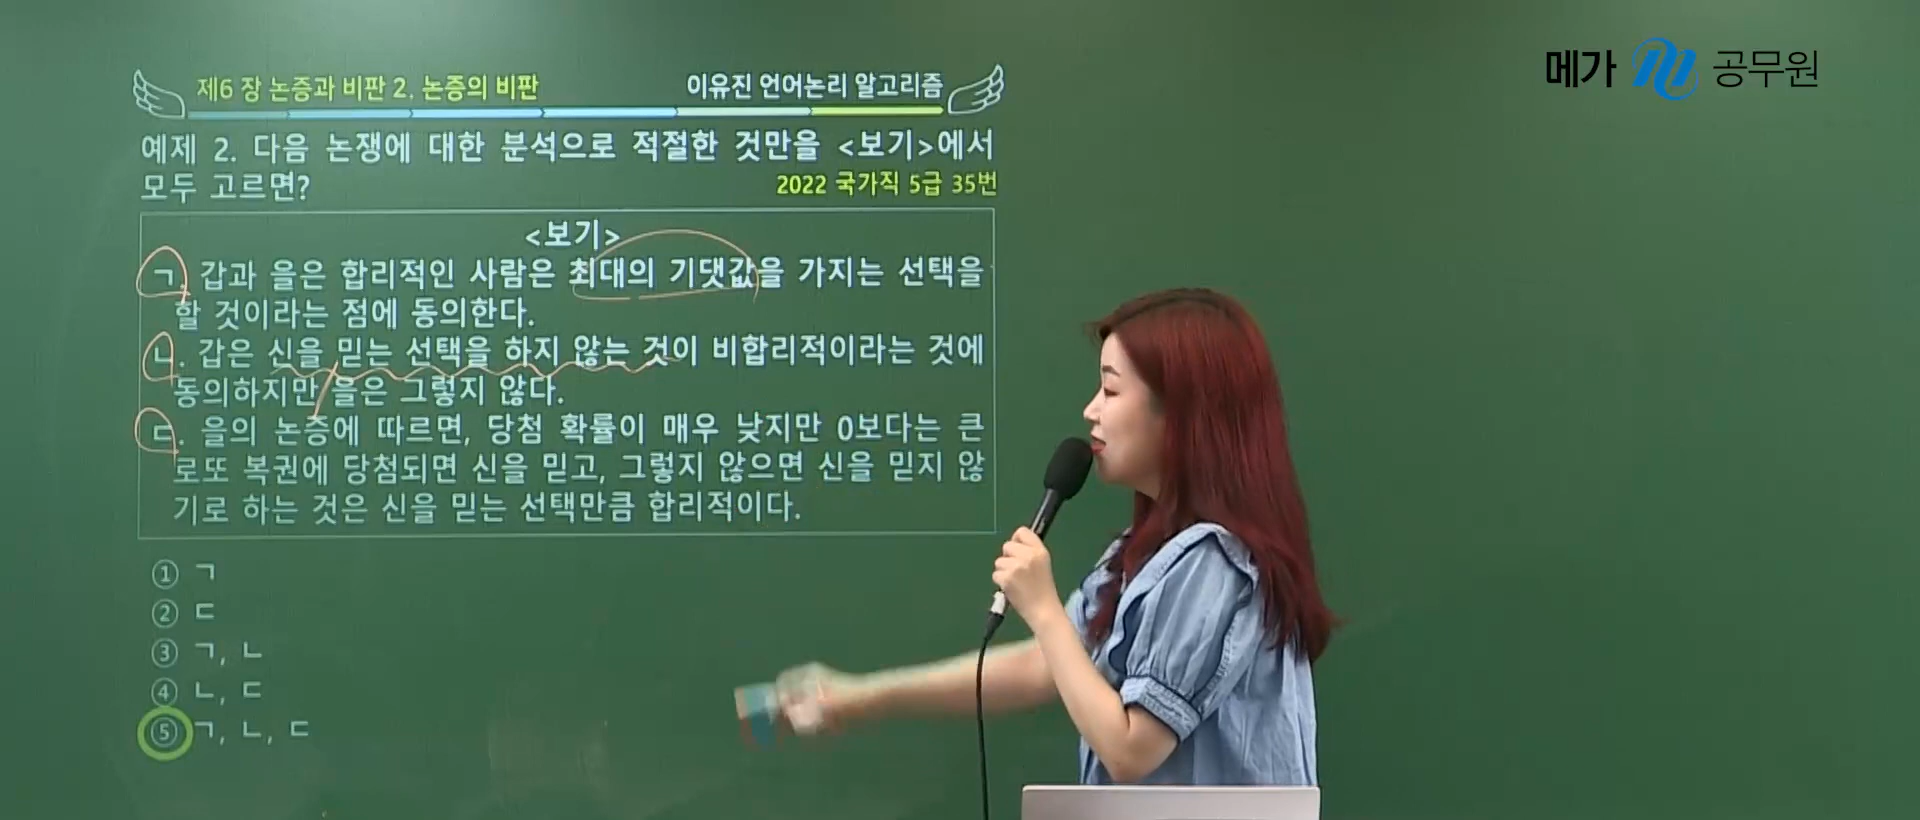 제6 장 논증과 비판 2. 논증의 비판 이유진 언어논리 알고리즘
메가 공무원
예제 2. 다음 논쟁에 대한 분석으로 적절한 것만을 <보기>에서
모두 고르면? 2022 국가직 5급 35번
<보기>
ㄱ. 갑과 을은 합리적인 사람은 최대의 기댓값을 가지는 선택을
할 것이라는 점에 동의한다.
ㄴ. 갑은 신을 믿는 선택을 하지 않는 것이 비합리적이라는 것에
동의하지만 을은 그렇지 않다.
ㄷ. 을의 논증에 따르면, 당첨 확률이 매우 낮지만 0보다는 큰
로또 복권에 당첨되면 신을 믿고, 그렇지 않으면 신을 믿지 않
기로 하는 것은 신을 믿는 선택만큼 합리적이다.
① ㄱ
② ㄷ
③ ㄱ, ㄴ
④ ㄴ, ㄷ
⑤ ㄱ, ㄴ, ㄷ